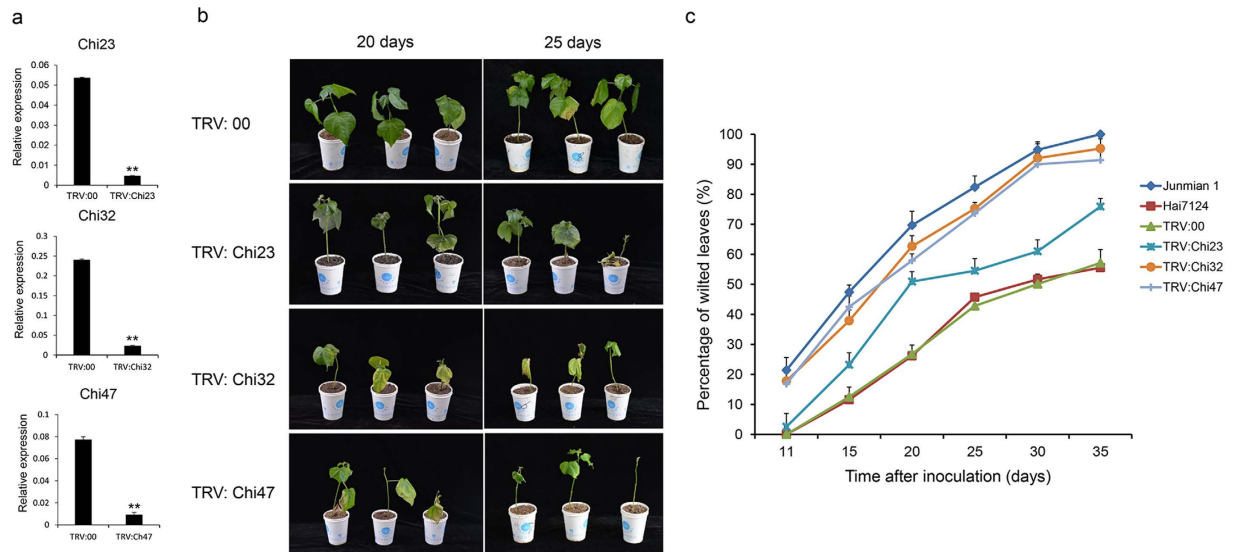 a
Chi23
Relative expression
0.06
0.05
0.04
0.03
0.02
0.01
0
**
TRV:00
TRV:Chi23
Chi32
Relative expression
0.3
0.25
0.2
0.15
0.1
0.05
0
**
TRV:00
TRV:Chi32
Chi47
Relative expression
0.1
0.08
0.06
0.04
0.02
0
**
TRV:00
TRV:Ch47
b
20 days
25 days
TRV: 00
TRV: Chi23
TRV: Chi32
TRV: Chi47
c
Percentage of wilted leaves (%)
100
90
80
70
60
50
40
30
20
10
0
11
15
20
25
30
35
Time after inoculation (days)
Junmian 1
Hai7124
TRV:00
TRV:Chi23
TRV:Chi32
TRV:Chi47